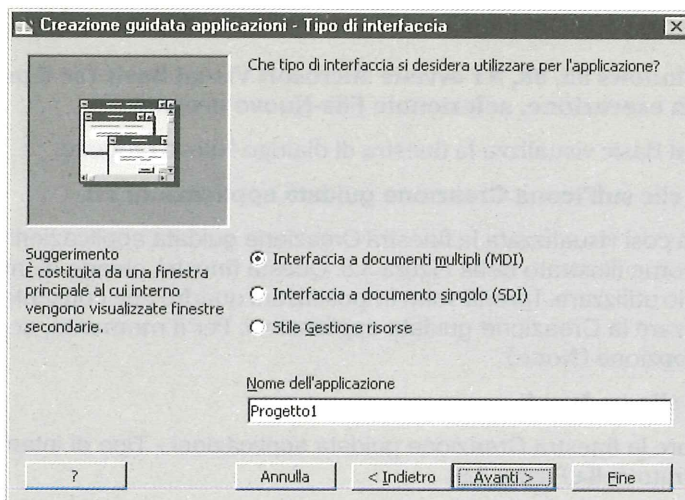 Creazione guidata applicazioni - Tipo di interfaccia
Che tipo di interfaccia si desidera utilizzare per l'applicazione?
Suggerimento
È costituita da una finestra
principale al cui interno
vengono visualizzate finestre
secondarie.
Interfaccia a documenti multipli (MDI)
Interfaccia a documento singolo (SDI)
Stile Gestione risorse
Nome dell'applicazione
Progetto1
?
Annulla
< Indietro
Avanti >
Fine